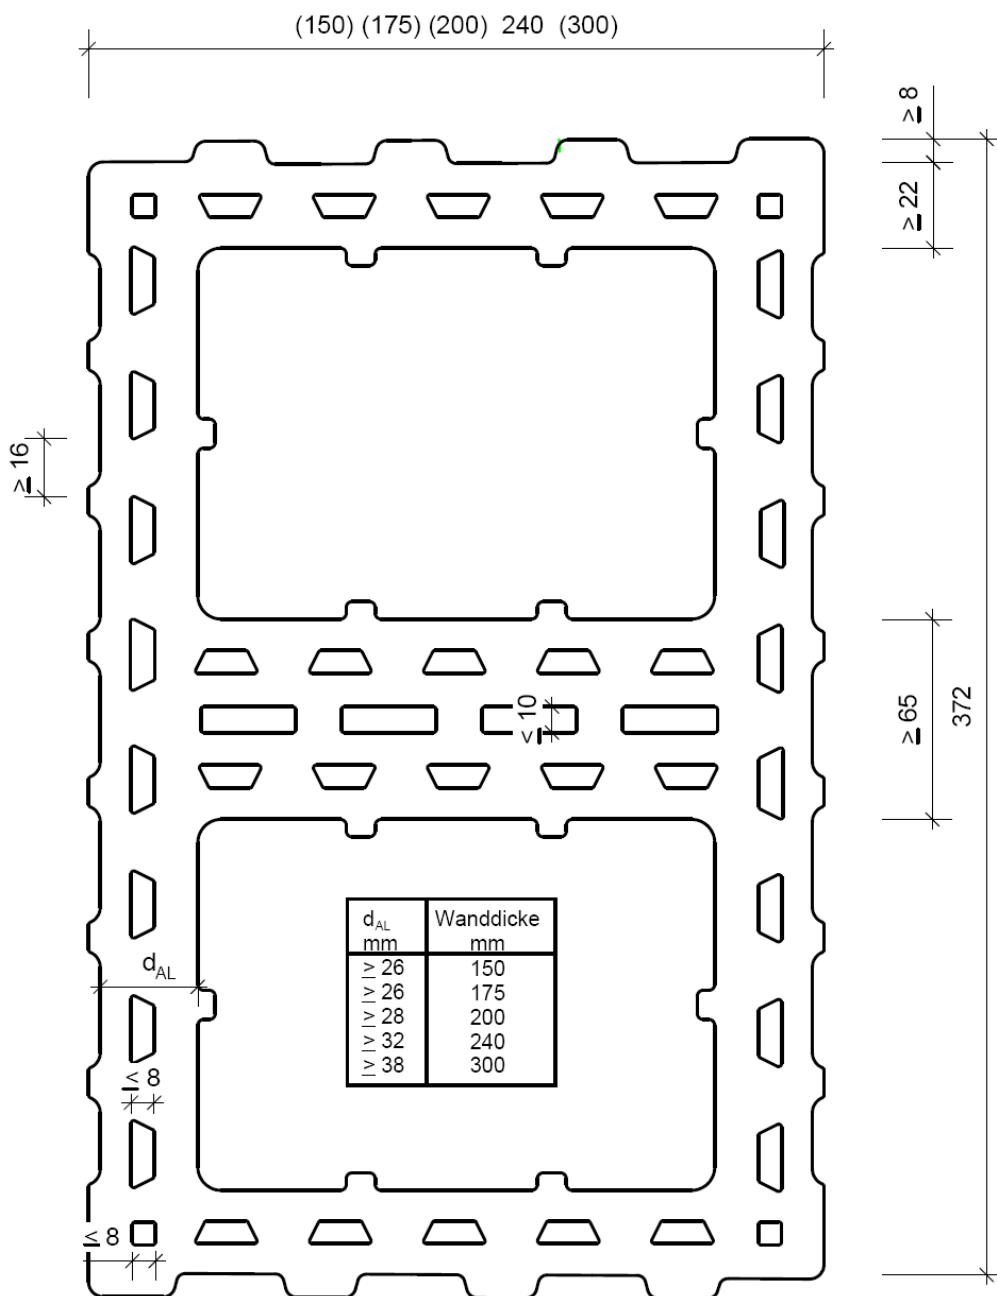 (150) (175) (200) 240 (300)
≥ 8
≥ 22
≥ 16
≤ 10
≥ 65
372
d_AL
mm
Wanddicke
mm
≥ 26 150
≥ 26 175
≥ 28 200
≥ 32 240
≥ 38 300
d_AL
≤ 8
≤ 8